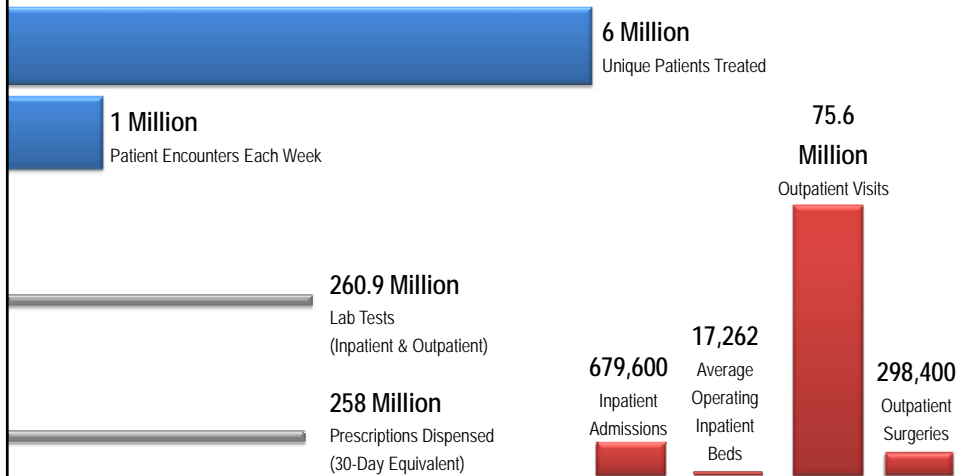 6 Million
Unique Patients Treated
1 Million
Patient Encounters Each Week
75.6
Million
Outpatient Visits
260.9 Million
Lab Tests
(Inpatient & Outpatient)
258 Million
Prescriptions Dispensed
(30-Day Equivalent)
679,600
Inpatient
Admissions
17,262
Average
Operating
Inpatient
Beds
298,400
Outpatient
Surgeries